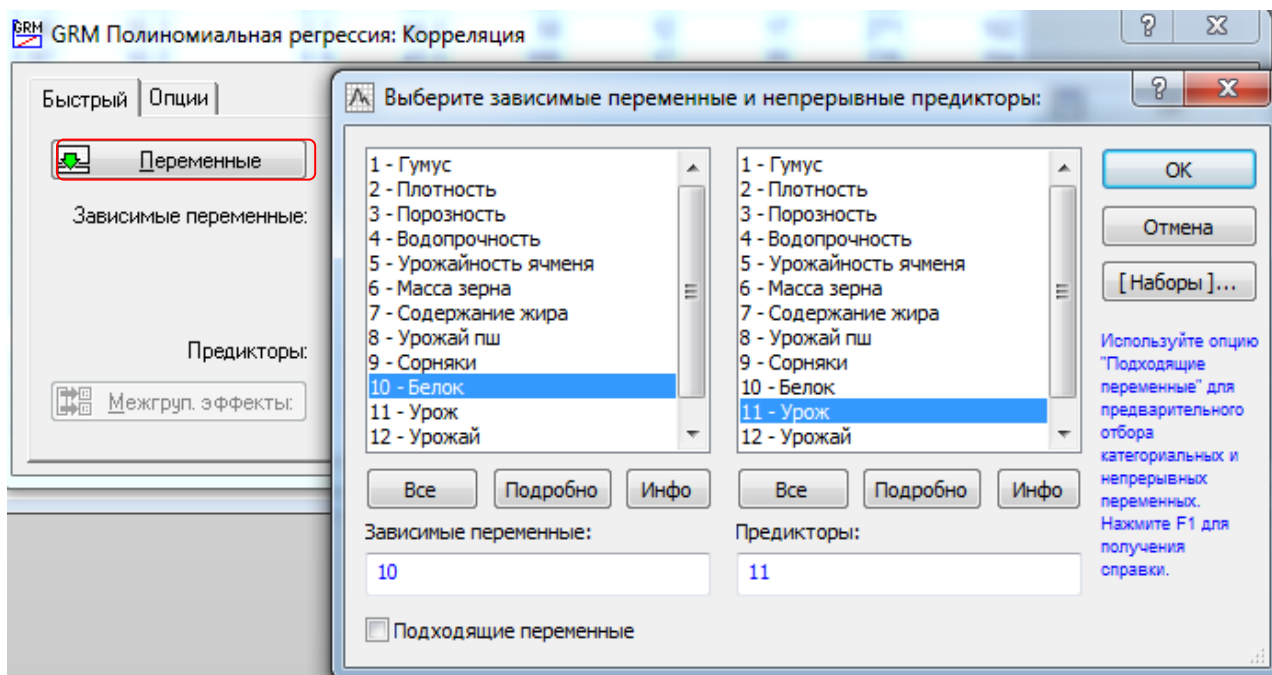 GRM GRM Полиномиальная регрессия: Корреляция
Быстрый Опции
Переменные
Зависимые переменные:
Предикторы:
Межгруп. эффекты:
Выберите зависимые переменные и непрерывные предикторы:
1 - Гумус
2 - Плотность
3 - Порозность
4 - Водопрочность
5 - Урожайность ячменя
6 - Масса зерна
7 - Содержание жира
8 - Урожай пш
9 - Сорняки
10 - Белок
11 - Урож
12 - Урожай
Все Подробно Инфо
Зависимые переменные:
10
Подходящие переменные
1 - Гумус
2 - Плотность
3 - Порозность
4 - Водопрочность
5 - Урожайность ячменя
6 - Масса зерна
7 - Содержание жира
8 - Урожай пш
9 - Сорняки
10 - Белок
11 - Урож
12 - Урожай
Все Подробно Инфо
Предикторы:
11
OK
Отмена
[ Наборы ]...
Используйте опцию
"Подходящие
переменные" для
предварительного
отбора
категориальных и
непрерывных
переменных.
Нажмите F1 для
получения
справки.